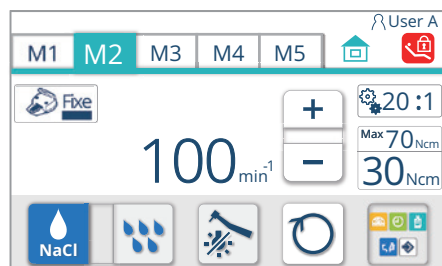 User A
M1 M2 M3 M4 M5
Fixe
+
20 :1
100 min-1
Max 70 Ncm
−
30 Ncm
NaCl